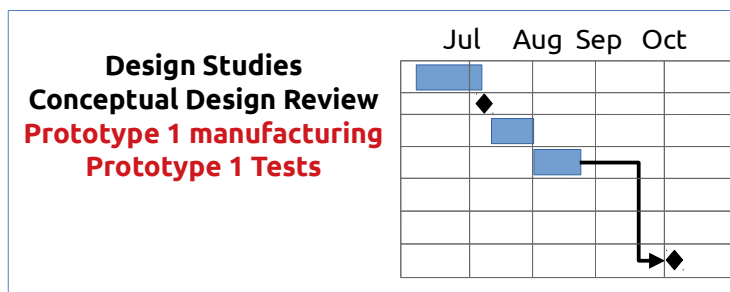 Jul Aug Sep Oct
Design Studies
Conceptual Design Review
Prototype 1 manufacturing
Prototype 1 Tests